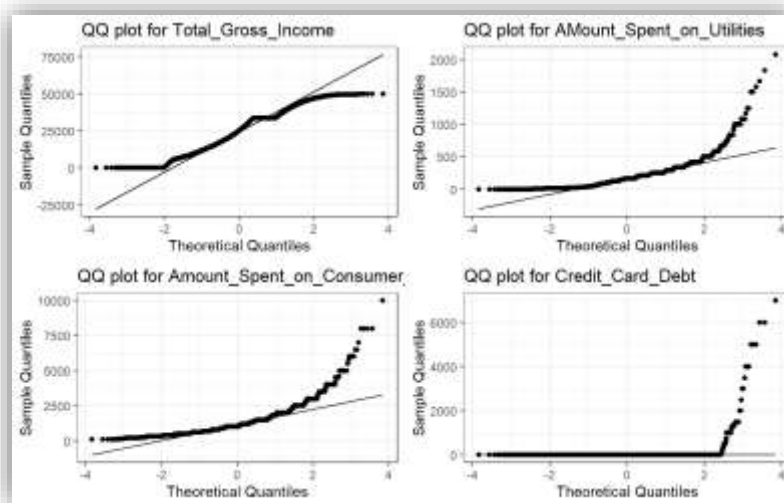 QQ plot for Total_Gross_Income
75000
50000
25000
0
-25000
-4 -2 0 2 4
Theoretical Quantiles
Sample Quantiles
QQ plot for AMount_Spent_on_Utilities
2000
1500
1000
500
0
-4 -2 0 2 4
Theoretical Quantiles
Sample Quantiles
QQ plot for Amount_Spent_on_Consumer_
10000
7500
5000
2500
0
-4 -2 0 2 4
Theoretical Quantiles
Sample Quantiles
QQ plot for Credit_Card_Debt
6000
4000
2000
0
-4 -2 0 2 4
Theoretical Quantiles
Sample Quantiles